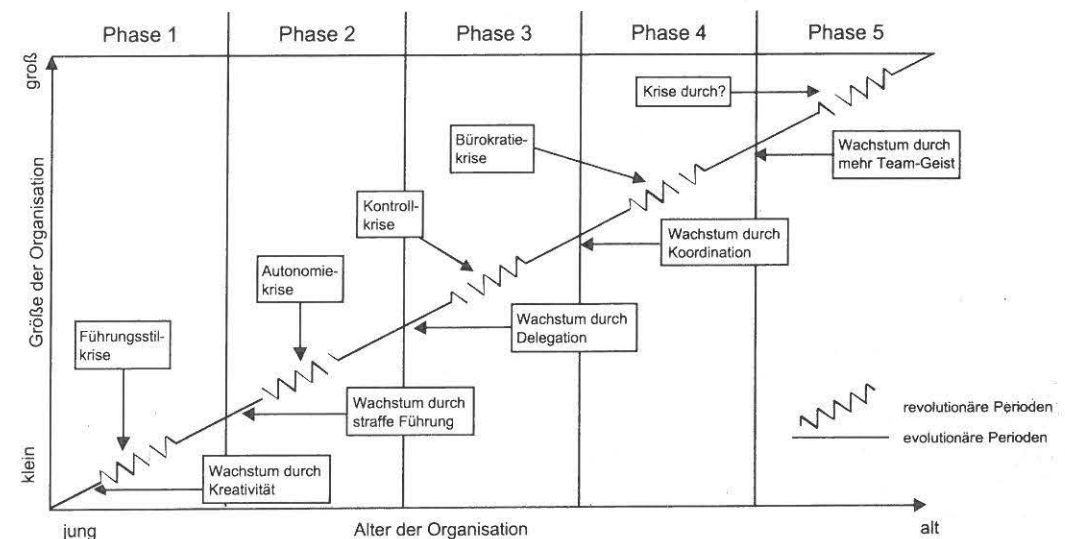 Phase 1
Phase 2
Phase 3
Phase 4
Phase 5
groß
Größe der Organisation
klein
Krise durch?
Bürokratie-
krise
Wachstum durch
mehr Team-Geist
Kontroll-
krise
Wachstum durch
Koordination
Autonomie-
krise
Wachstum durch
Delegation
Führungsstil-
krise
Wachstum durch
straffe Führung
revolutionäre Perioden
evolutionäre Perioden
Wachstum durch
Kreativität
jung
Alter der Organisation
alt